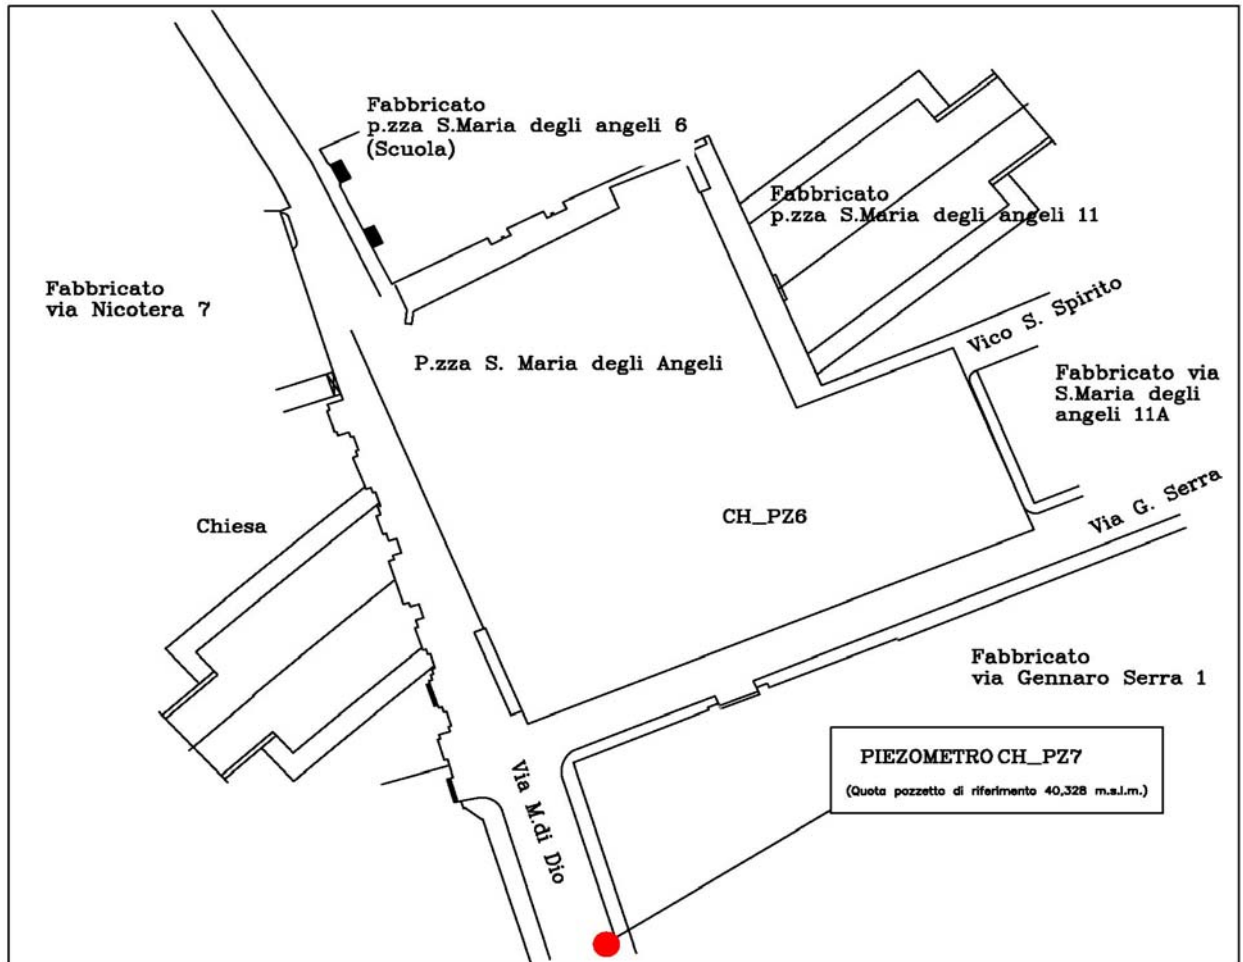 Fabbricato
p.zza S.Maria degli angeli 6
(Scuola)
Fabbricato
p.zza S.Maria degli angeli 11
Fabbricato
via Nicotera 7
Vico S. Spirito
P.zza S. Maria degli Angeli
Fabbricato via
S.Maria degli
angeli 11A
Via G. Serra
CH_PZ6
Chiesa
Fabbricato
via Gennaro Serra 1
PIEZOMETRO CH_PZ7
(Quota pozzetto di riferimento 40,328 m.s.l.m.)
Via M.di Dio